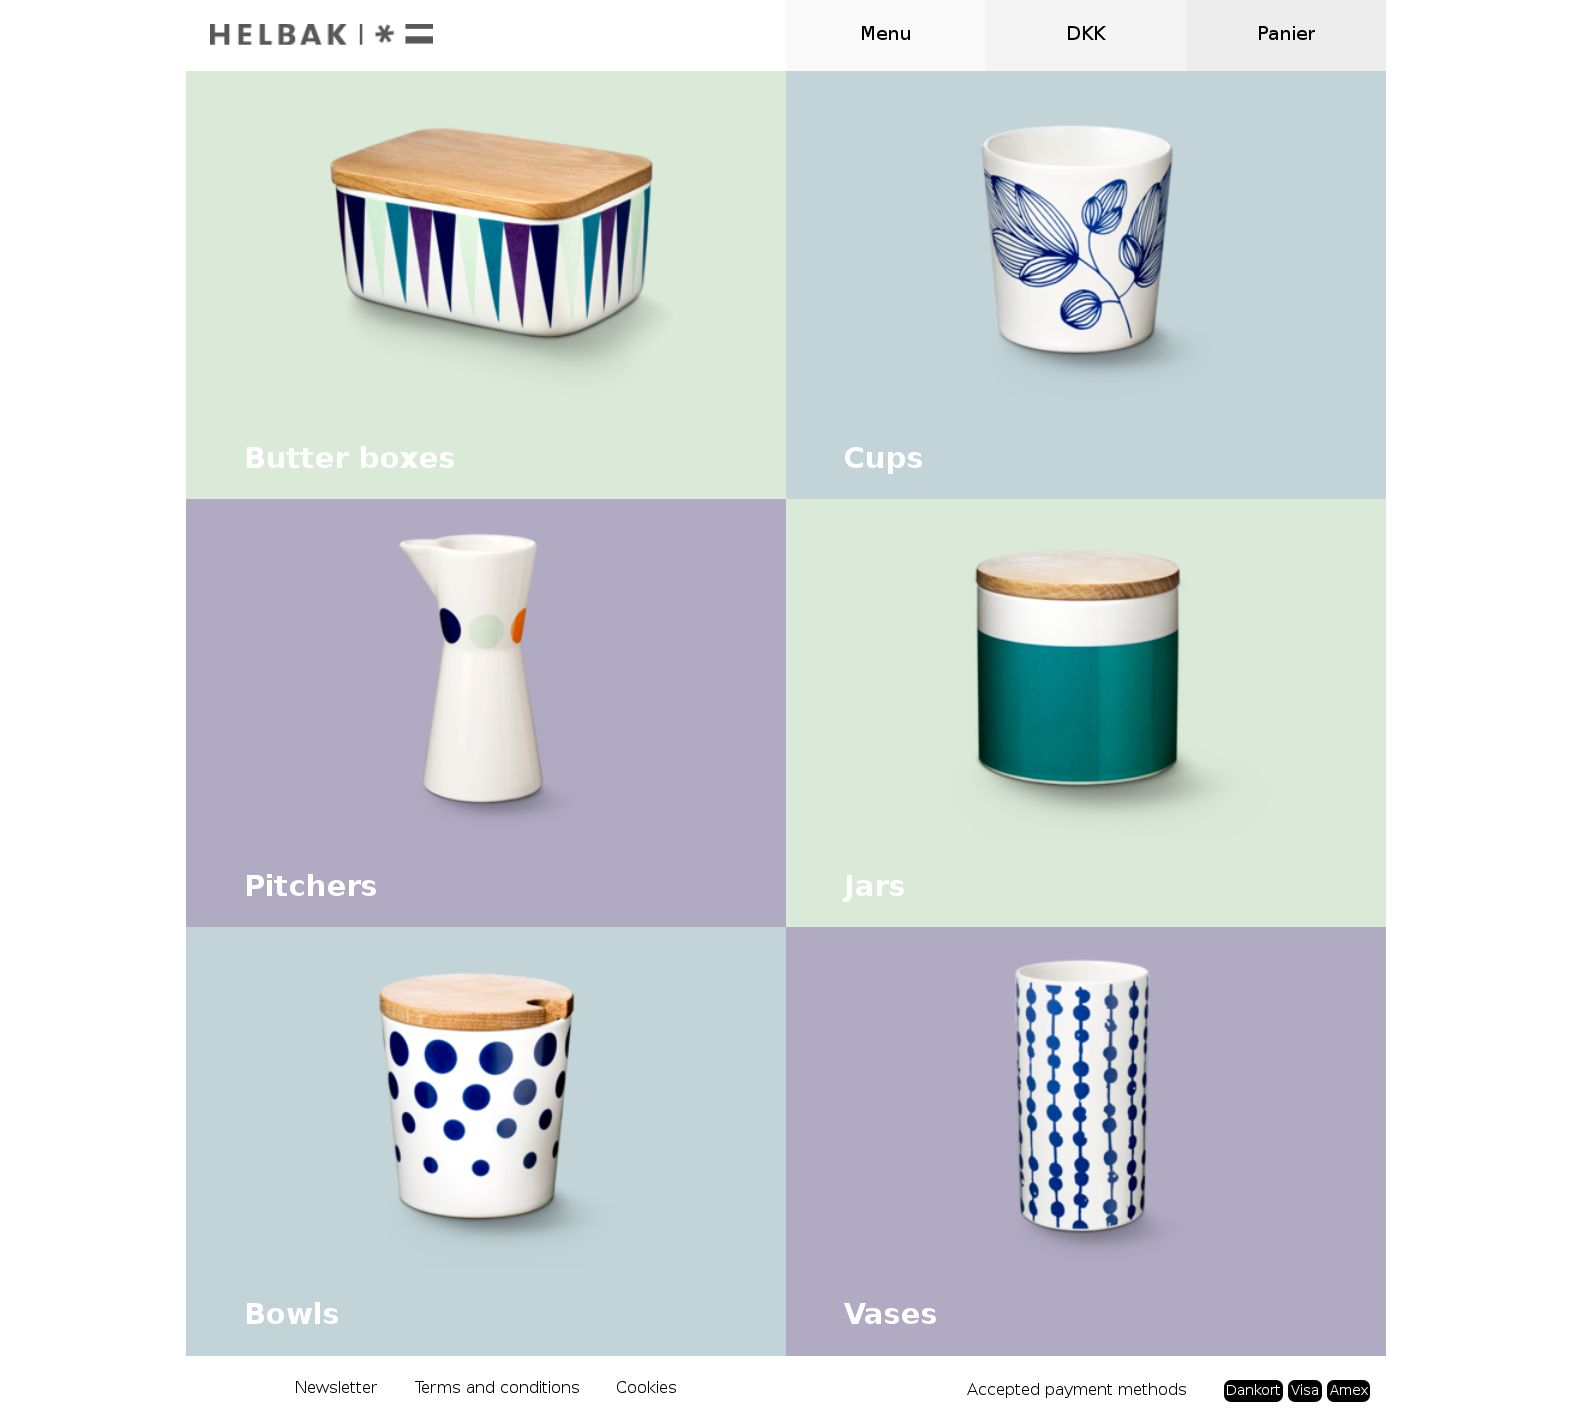 HELBAK | * =
Menu
DKK
Panier
Butter boxes
Cups
Pitchers
Jars
Bowls
Vases
Newsletter
Terms and conditions
Cookies
Accepted payment methods
Dankort Visa Amex